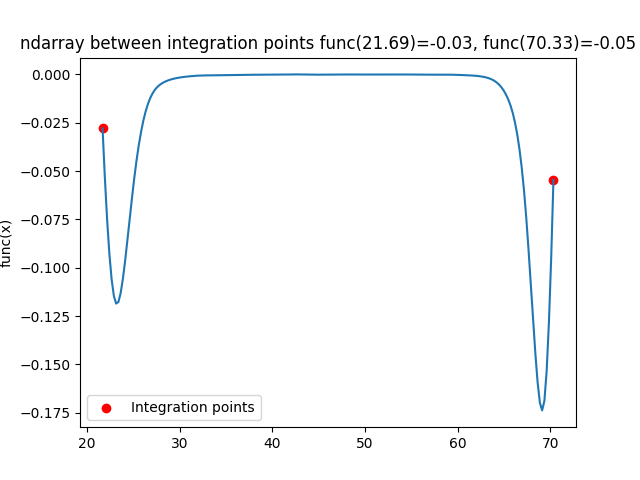 ndarray between integration points func(21.69)=-0.03, func(70.33)=-0.05
0.000
−0.025
−0.050
−0.075
−0.100
−0.125
−0.150
−0.175
func(x)
Integration points
20 30 40 50 60 70